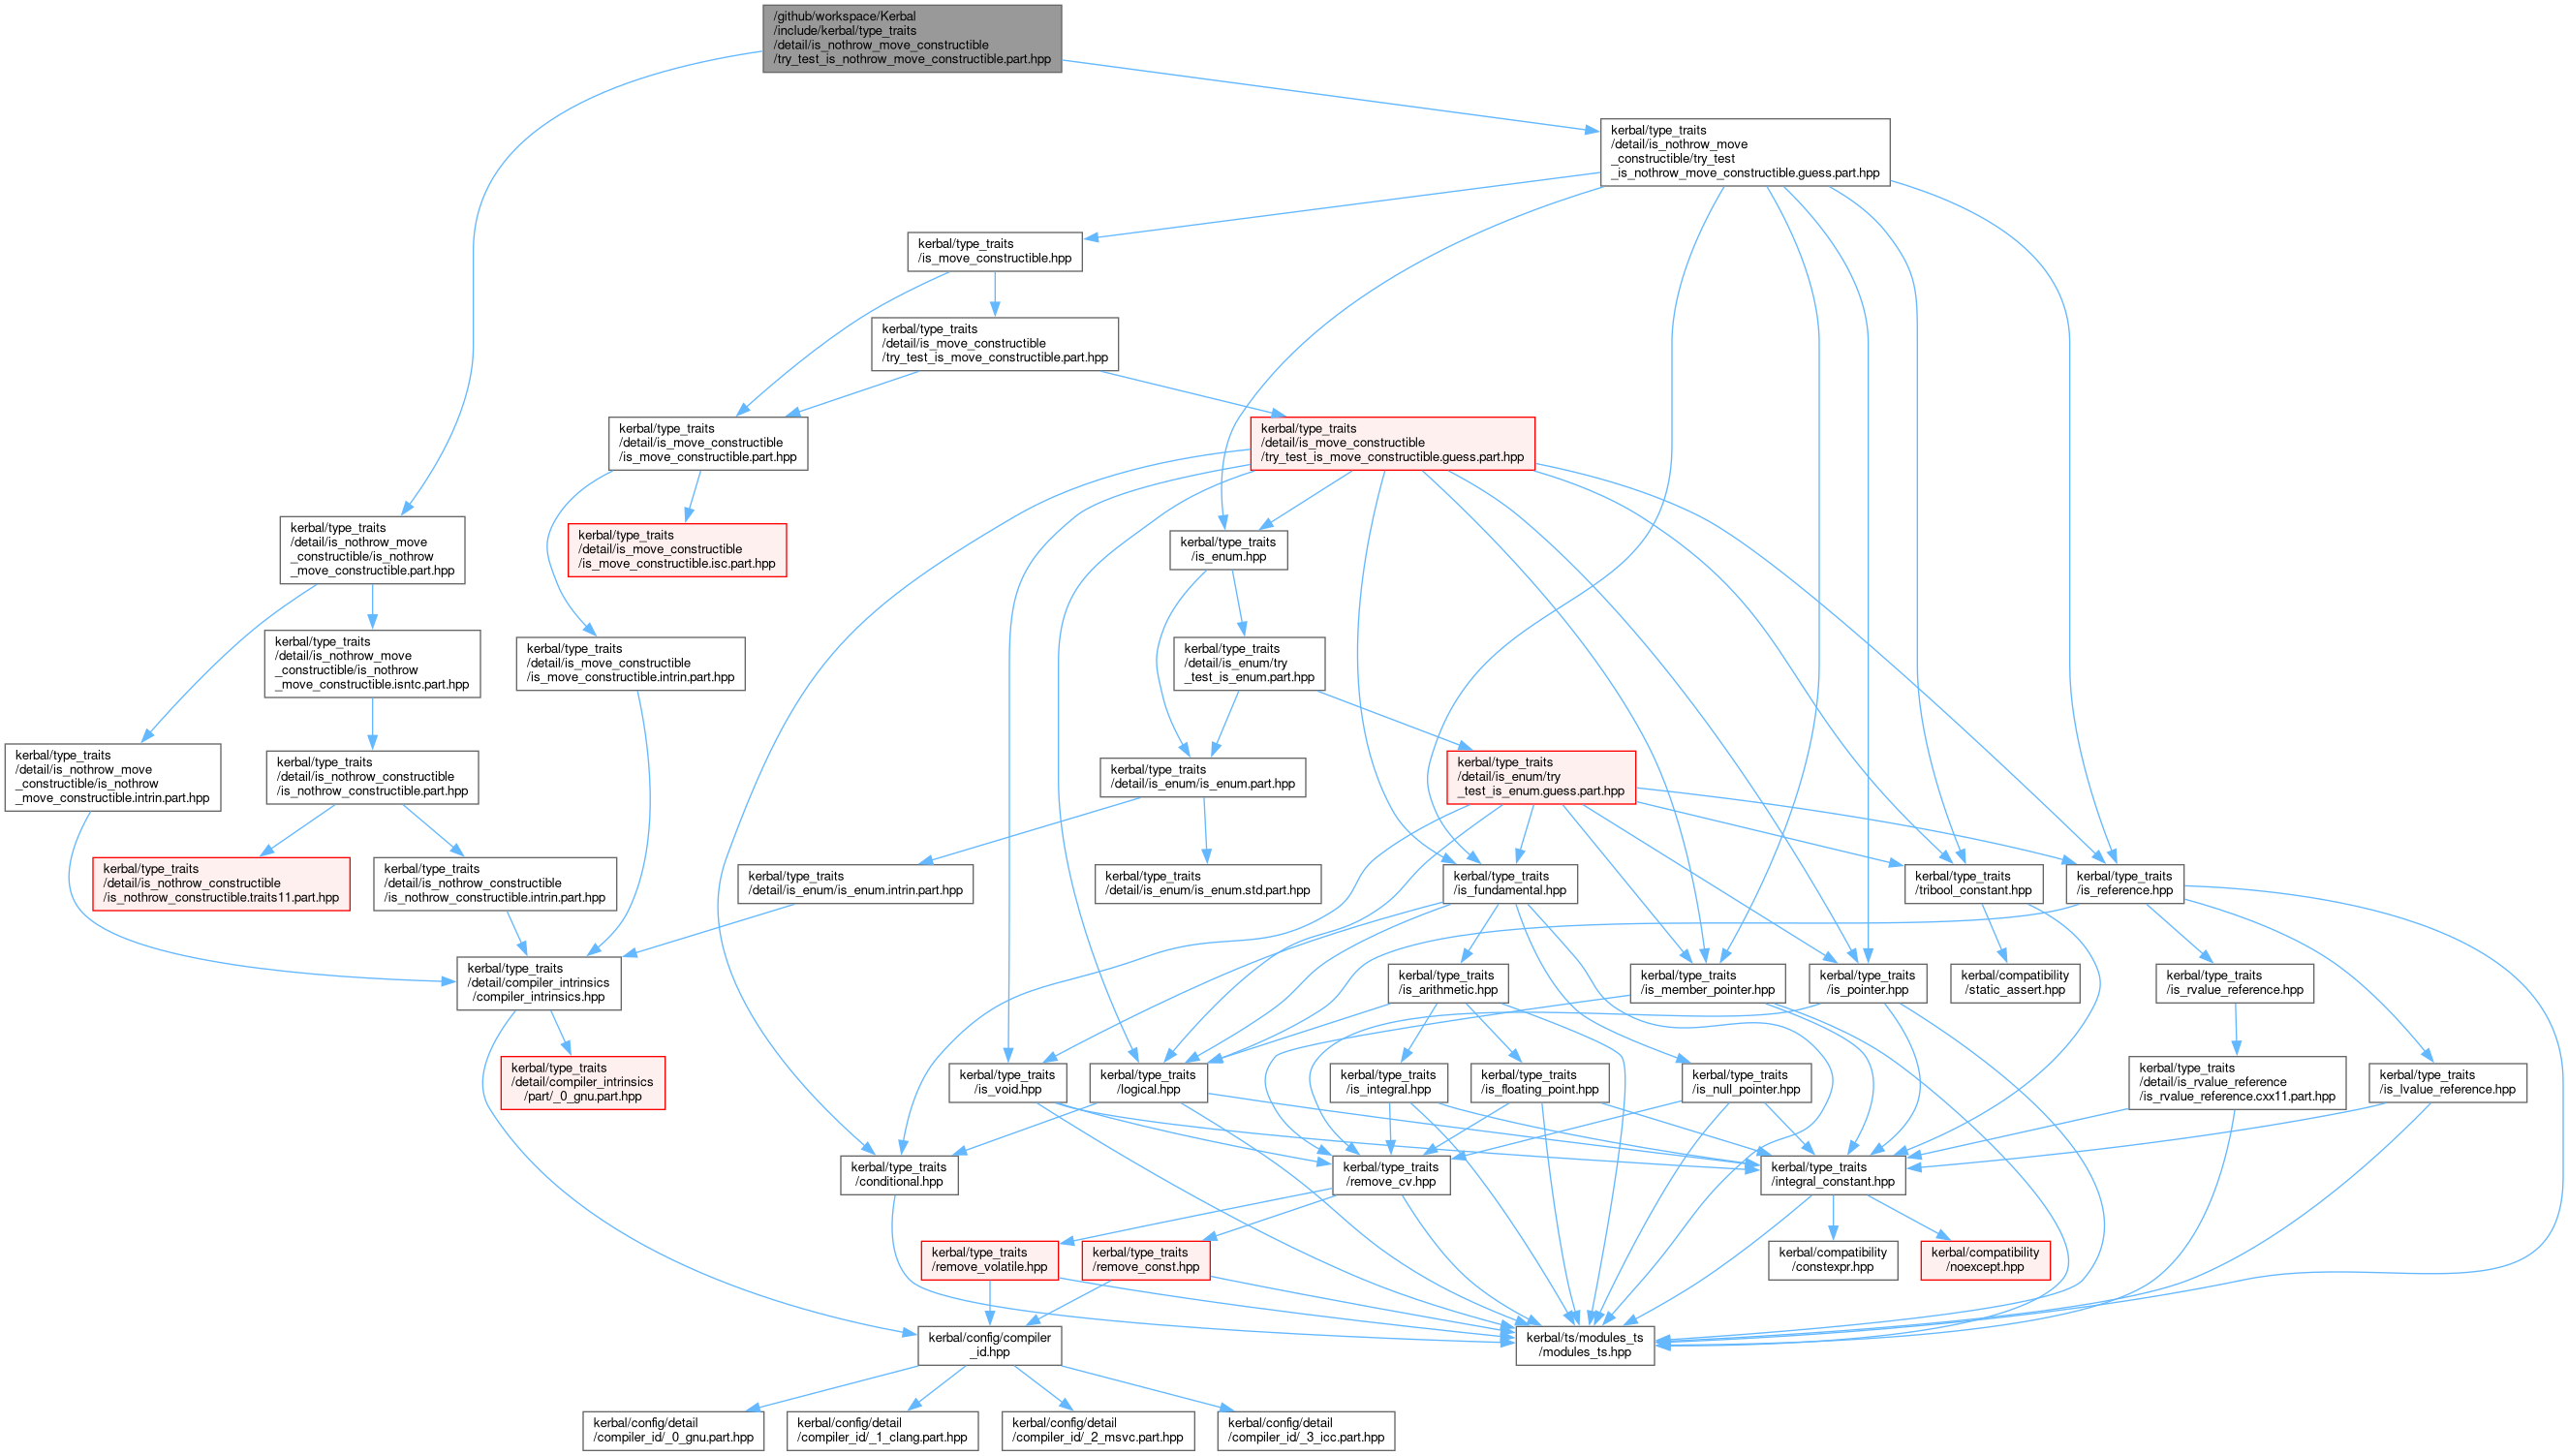 /github/workspace/Kerbal
/include/kerbal/type_traits
/detail/is_nothrow_move_constructible
/try_test_is_nothrow_move_constructible.part.hpp
kerbal/type_traits
/detail/is_nothrow_move
_constructible/try_test
_is_nothrow_move_constructible.guess.part.hpp
kerbal/type_traits
/is_move_constructible.hpp
kerbal/type_traits
/detail/is_move_constructible
/try_test_is_move_constructible.part.hpp
kerbal/type_traits
/detail/is_move_constructible
/is_move_constructible.part.hpp
kerbal/type_traits
/detail/is_move_constructible
/try_test_is_move_constructible.guess.part.hpp
kerbal/type_traits
/detail/is_nothrow_move
_constructible/is_nothrow
_move_constructible.part.hpp
kerbal/type_traits
/detail/is_move_constructible
/is_move_constructible.isc.part.hpp
kerbal/type_traits
/is_enum.hpp
kerbal/type_traits
/detail/is_nothrow_move
_constructible/is_nothrow
_move_constructible.isntc.part.hpp
kerbal/type_traits
/detail/is_move_constructible
/is_move_constructible.intrin.part.hpp
kerbal/type_traits
/detail/is_enum/try
_test_is_enum.part.hpp
kerbal/type_traits
/detail/is_nothrow_move
_constructible/is_nothrow
_move_constructible.intrin.part.hpp
kerbal/type_traits
/detail/is_nothrow_constructible
/is_nothrow_constructible.part.hpp
kerbal/type_traits
/detail/is_enum/is_enum.part.hpp
kerbal/type_traits
/detail/is_enum/try
_test_is_enum.guess.part.hpp
kerbal/type_traits
/detail/is_nothrow_constructible
/is_nothrow_constructible.traits11.part.hpp
kerbal/type_traits
/detail/is_nothrow_constructible
/is_nothrow_constructible.intrin.part.hpp
kerbal/type_traits
/detail/is_enum/is_enum.intrin.part.hpp
kerbal/type_traits
/detail/is_enum/is_enum.std.part.hpp
kerbal/type_traits
/is_fundamental.hpp
kerbal/type_traits
/tribool_constant.hpp
kerbal/type_traits
/is_reference.hpp
kerbal/type_traits
/detail/compiler_intrinsics
/compiler_intrinsics.hpp
kerbal/type_traits
/is_arithmetic.hpp
kerbal/type_traits
/is_member_pointer.hpp
kerbal/type_traits
/is_pointer.hpp
kerbal/compatibility
/static_assert.hpp
kerbal/type_traits
/is_rvalue_reference.hpp
kerbal/type_traits
/detail/compiler_intrinsics
/part/_0_gnu.part.hpp
kerbal/type_traits
/is_void.hpp
kerbal/type_traits
/logical.hpp
kerbal/type_traits
/is_integral.hpp
kerbal/type_traits
/is_floating_point.hpp
kerbal/type_traits
/is_null_pointer.hpp
kerbal/type_traits
/detail/is_rvalue_reference
/is_rvalue_reference.cxx11.part.hpp
kerbal/type_traits
/is_lvalue_reference.hpp
kerbal/type_traits
/conditional.hpp
kerbal/type_traits
/remove_cv.hpp
kerbal/type_traits
/integral_constant.hpp
kerbal/type_traits
/remove_volatile.hpp
kerbal/type_traits
/remove_const.hpp
kerbal/compatibility
/constexpr.hpp
kerbal/compatibility
/noexcept.hpp
kerbal/config/compiler
_id.hpp
kerbal/ts/modules_ts
/modules_ts.hpp
kerbal/config/detail
/compiler_id/_0_gnu.part.hpp
kerbal/config/detail
/compiler_id/_1_clang.part.hpp
kerbal/config/detail
/compiler_id/_2_msvc.part.hpp
kerbal/config/detail
/compiler_id/_3_icc.part.hpp